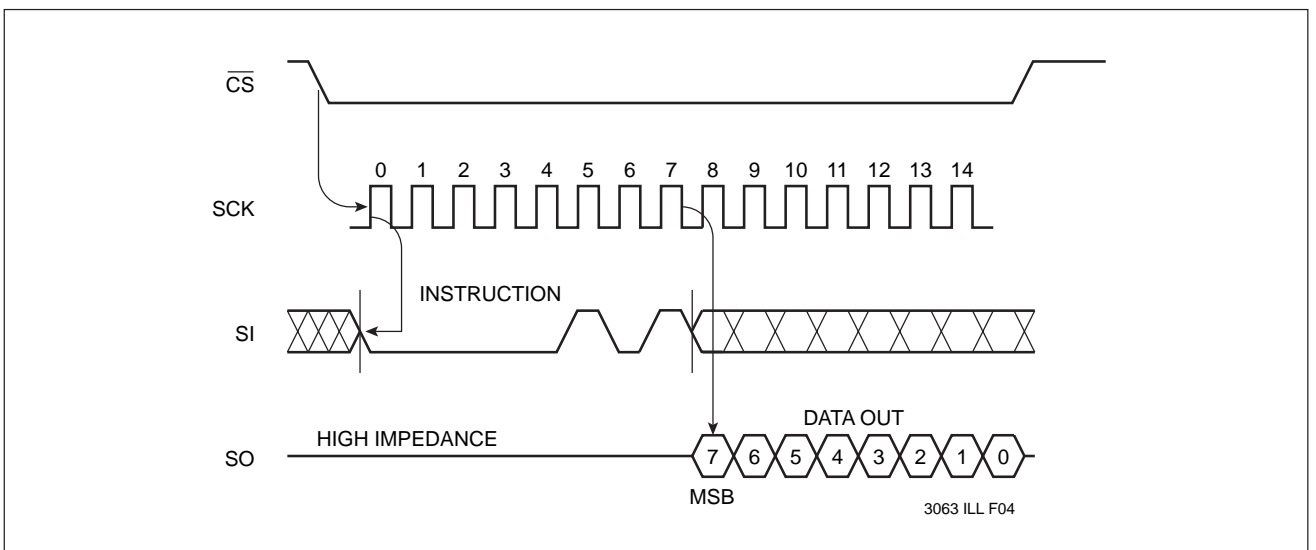 CS
0 1 2 3 4 5 6 7 8 9 10 11 12 13 14
SCK
INSTRUCTION
SI
DATA OUT
HIGH IMPEDANCE
SO
7 6 5 4 3 2 1 0
MSB
3063 ILL F04